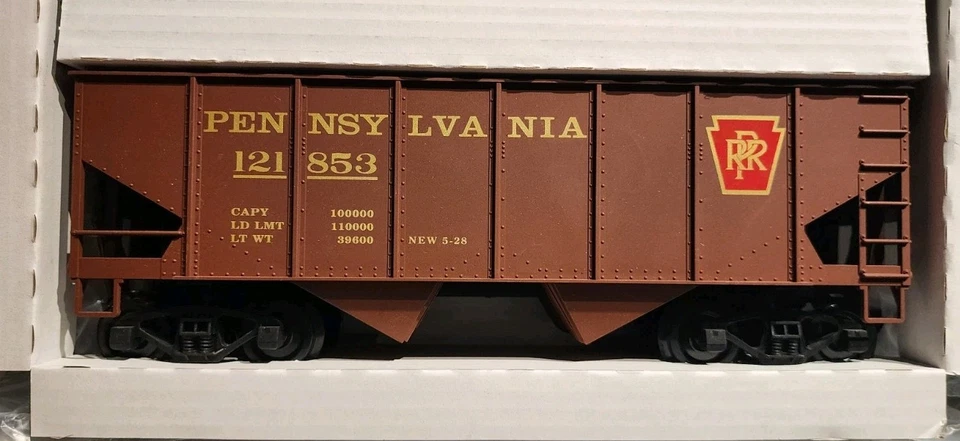 PENNSYLVANIA
121853
CAPY 100000
LD LMT 110000
LT WT 39600 NEW 5-28
PRR